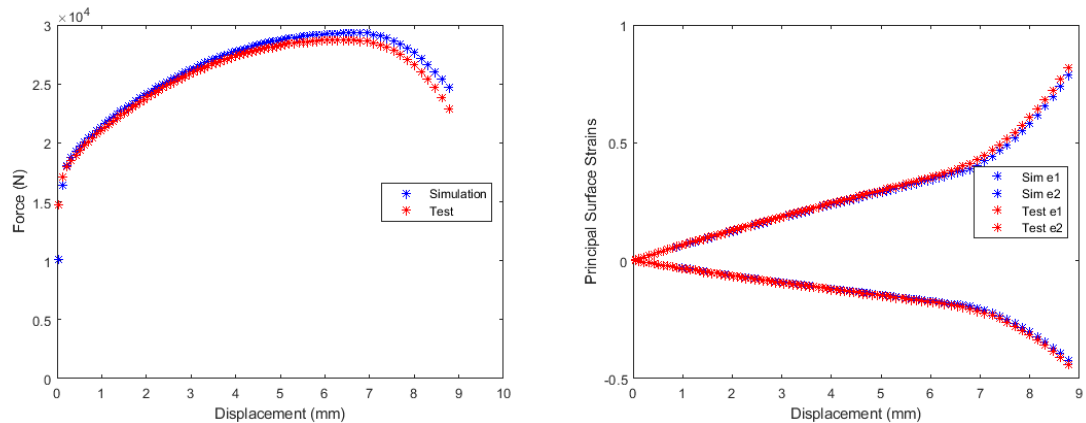 ×10⁴
3
2.5
2
1.5
1
0.5
0
Force (N)
Simulation
Test
0 1 2 3 4 5 6 7 8 9 10
Displacement (mm)
1
0.5
0
-0.5
Principal Surface Strains
Sim e1
Sim e2
Test e1
Test e2
0 1 2 3 4 5 6 7 8 9
Displacement (mm)